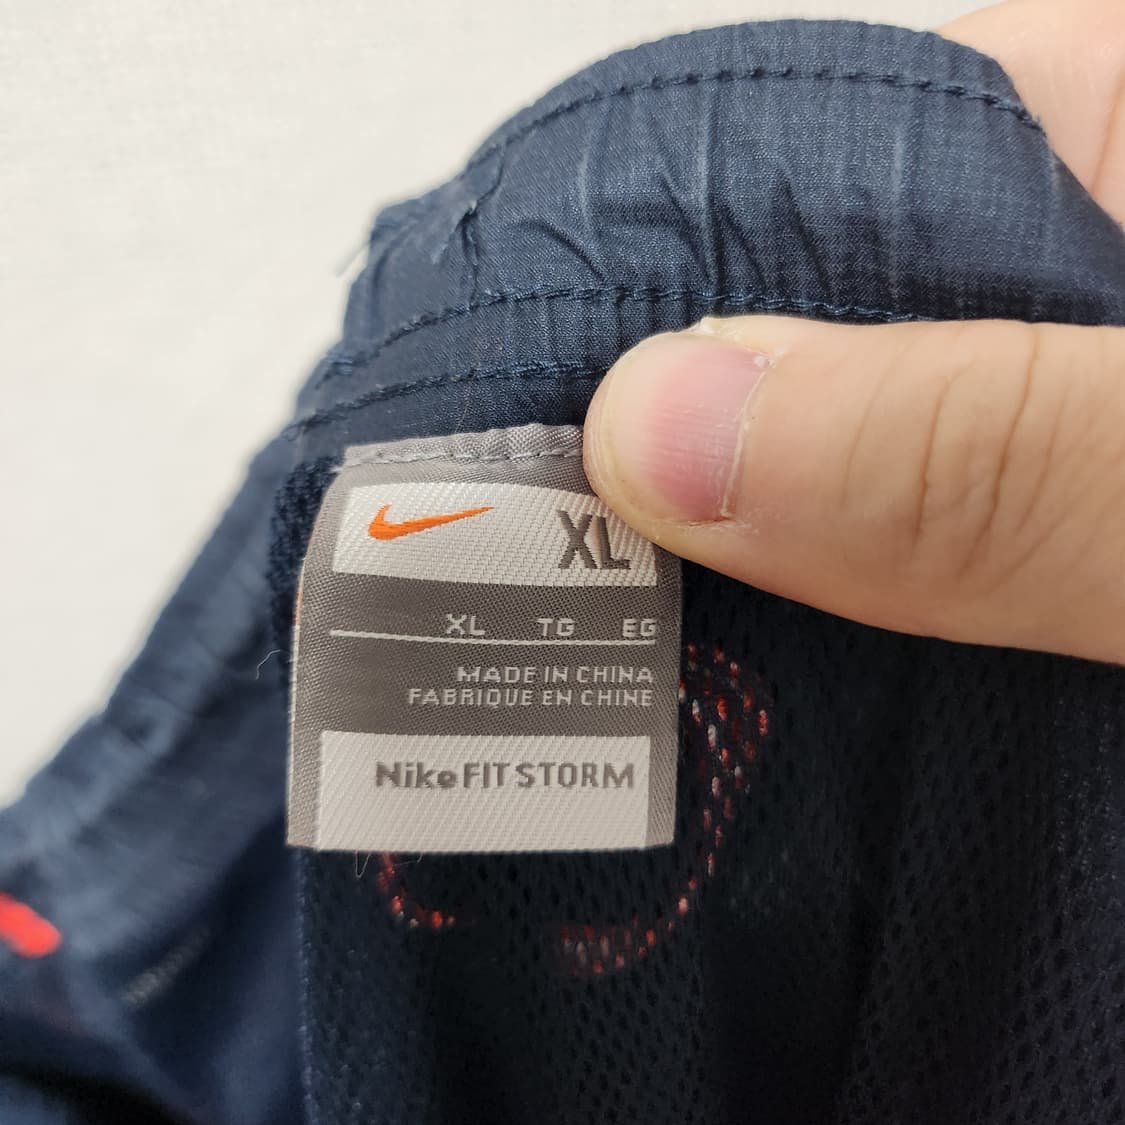 XL
XL TG EG
MADE IN CHINA
FABRIQUE EN CHINE
Nike FIT STORM